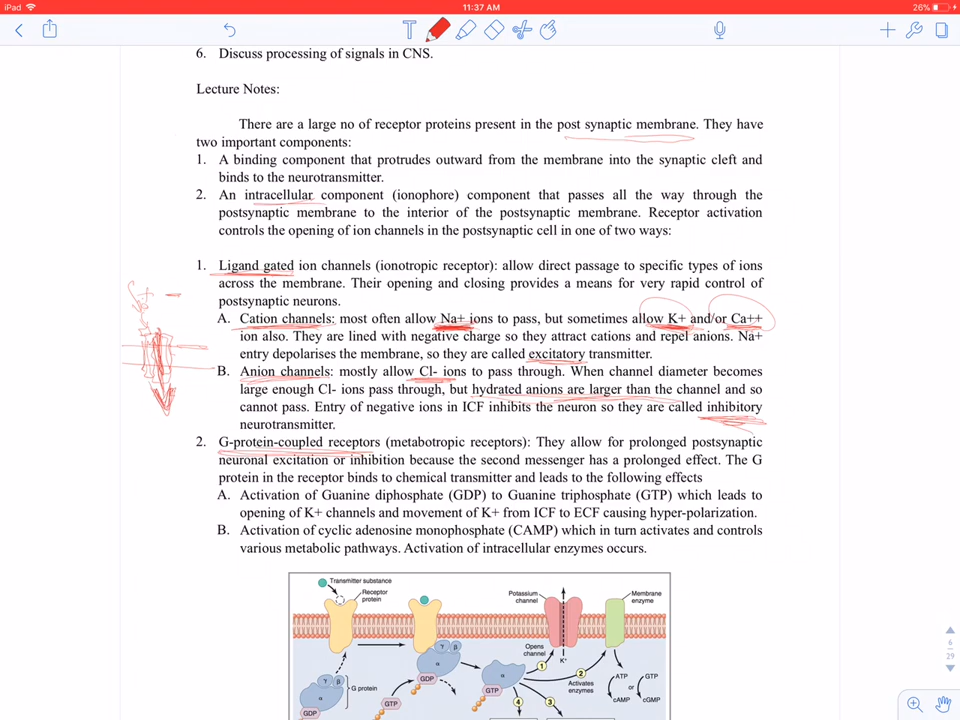 iPad
11:37 AM
26%
6. Discuss processing of signals in CNS.
Lecture Notes:
There are a large no of receptor proteins present in the post synaptic membrane. They have
two important components:
1. A binding component that protrudes outward from the membrane into the synaptic cleft and
binds to the neurotransmitter.
2. An intracellular component (ionophore) component that passes all the way through the
postsynaptic membrane to the interior of the postsynaptic membrane. Receptor activation
controls the opening of ion channels in the postsynaptic cell in one of two ways:
1. Ligand gated ion channels (ionotropic receptor): allow direct passage to specific types of ions
across the membrane. Their opening and closing provides a means for very rapid control of
postsynaptic neurons.
A. Cation channels: most often allow Na+ ions to pass, but sometimes allow K+ and/or Ca++
ion also. They are lined with negative charge so they attract cations and repel anions. Na+
entry depolarises the membrane, so they are called excitatory transmitter.
B. Anion channels: mostly allow Cl- ions to pass through. When channel diameter becomes
large enough Cl- ions pass through, but hydrated anions are larger than the channel and so
cannot pass. Entry of negative ions in ICF inhibits the neuron so they are called inhibitory
neurotransmitter.
2. G-protein-coupled receptors (metabotropic receptors): They allow for prolonged postsynaptic
neuronal excitation or inhibition because the second messenger has a prolonged effect. The G
protein in the receptor binds to chemical transmitter and leads to the following effects
A. Activation of Guanine diphosphate (GDP) to Guanine triphosphate (GTP) which leads to
opening of K+ channels and movement of K+ from ICF to ECF causing hyper-polarization.
B. Activation of cyclic adenosine monophosphate (CAMP) which in turn activates and controls
various metabolic pathways. Activation of intracellular enzymes occurs.
Transmitter substance
Receptor
protein
Potassium
channel
Membrane
enzyme
γ β
α
GDP
G protein
GTP
γ β
α
GDP
α
GTP
Opens
channel
1
K+
2
Activates
enzymes
3
4
ATP
or
GTP
cAMP
cGMP
6
29